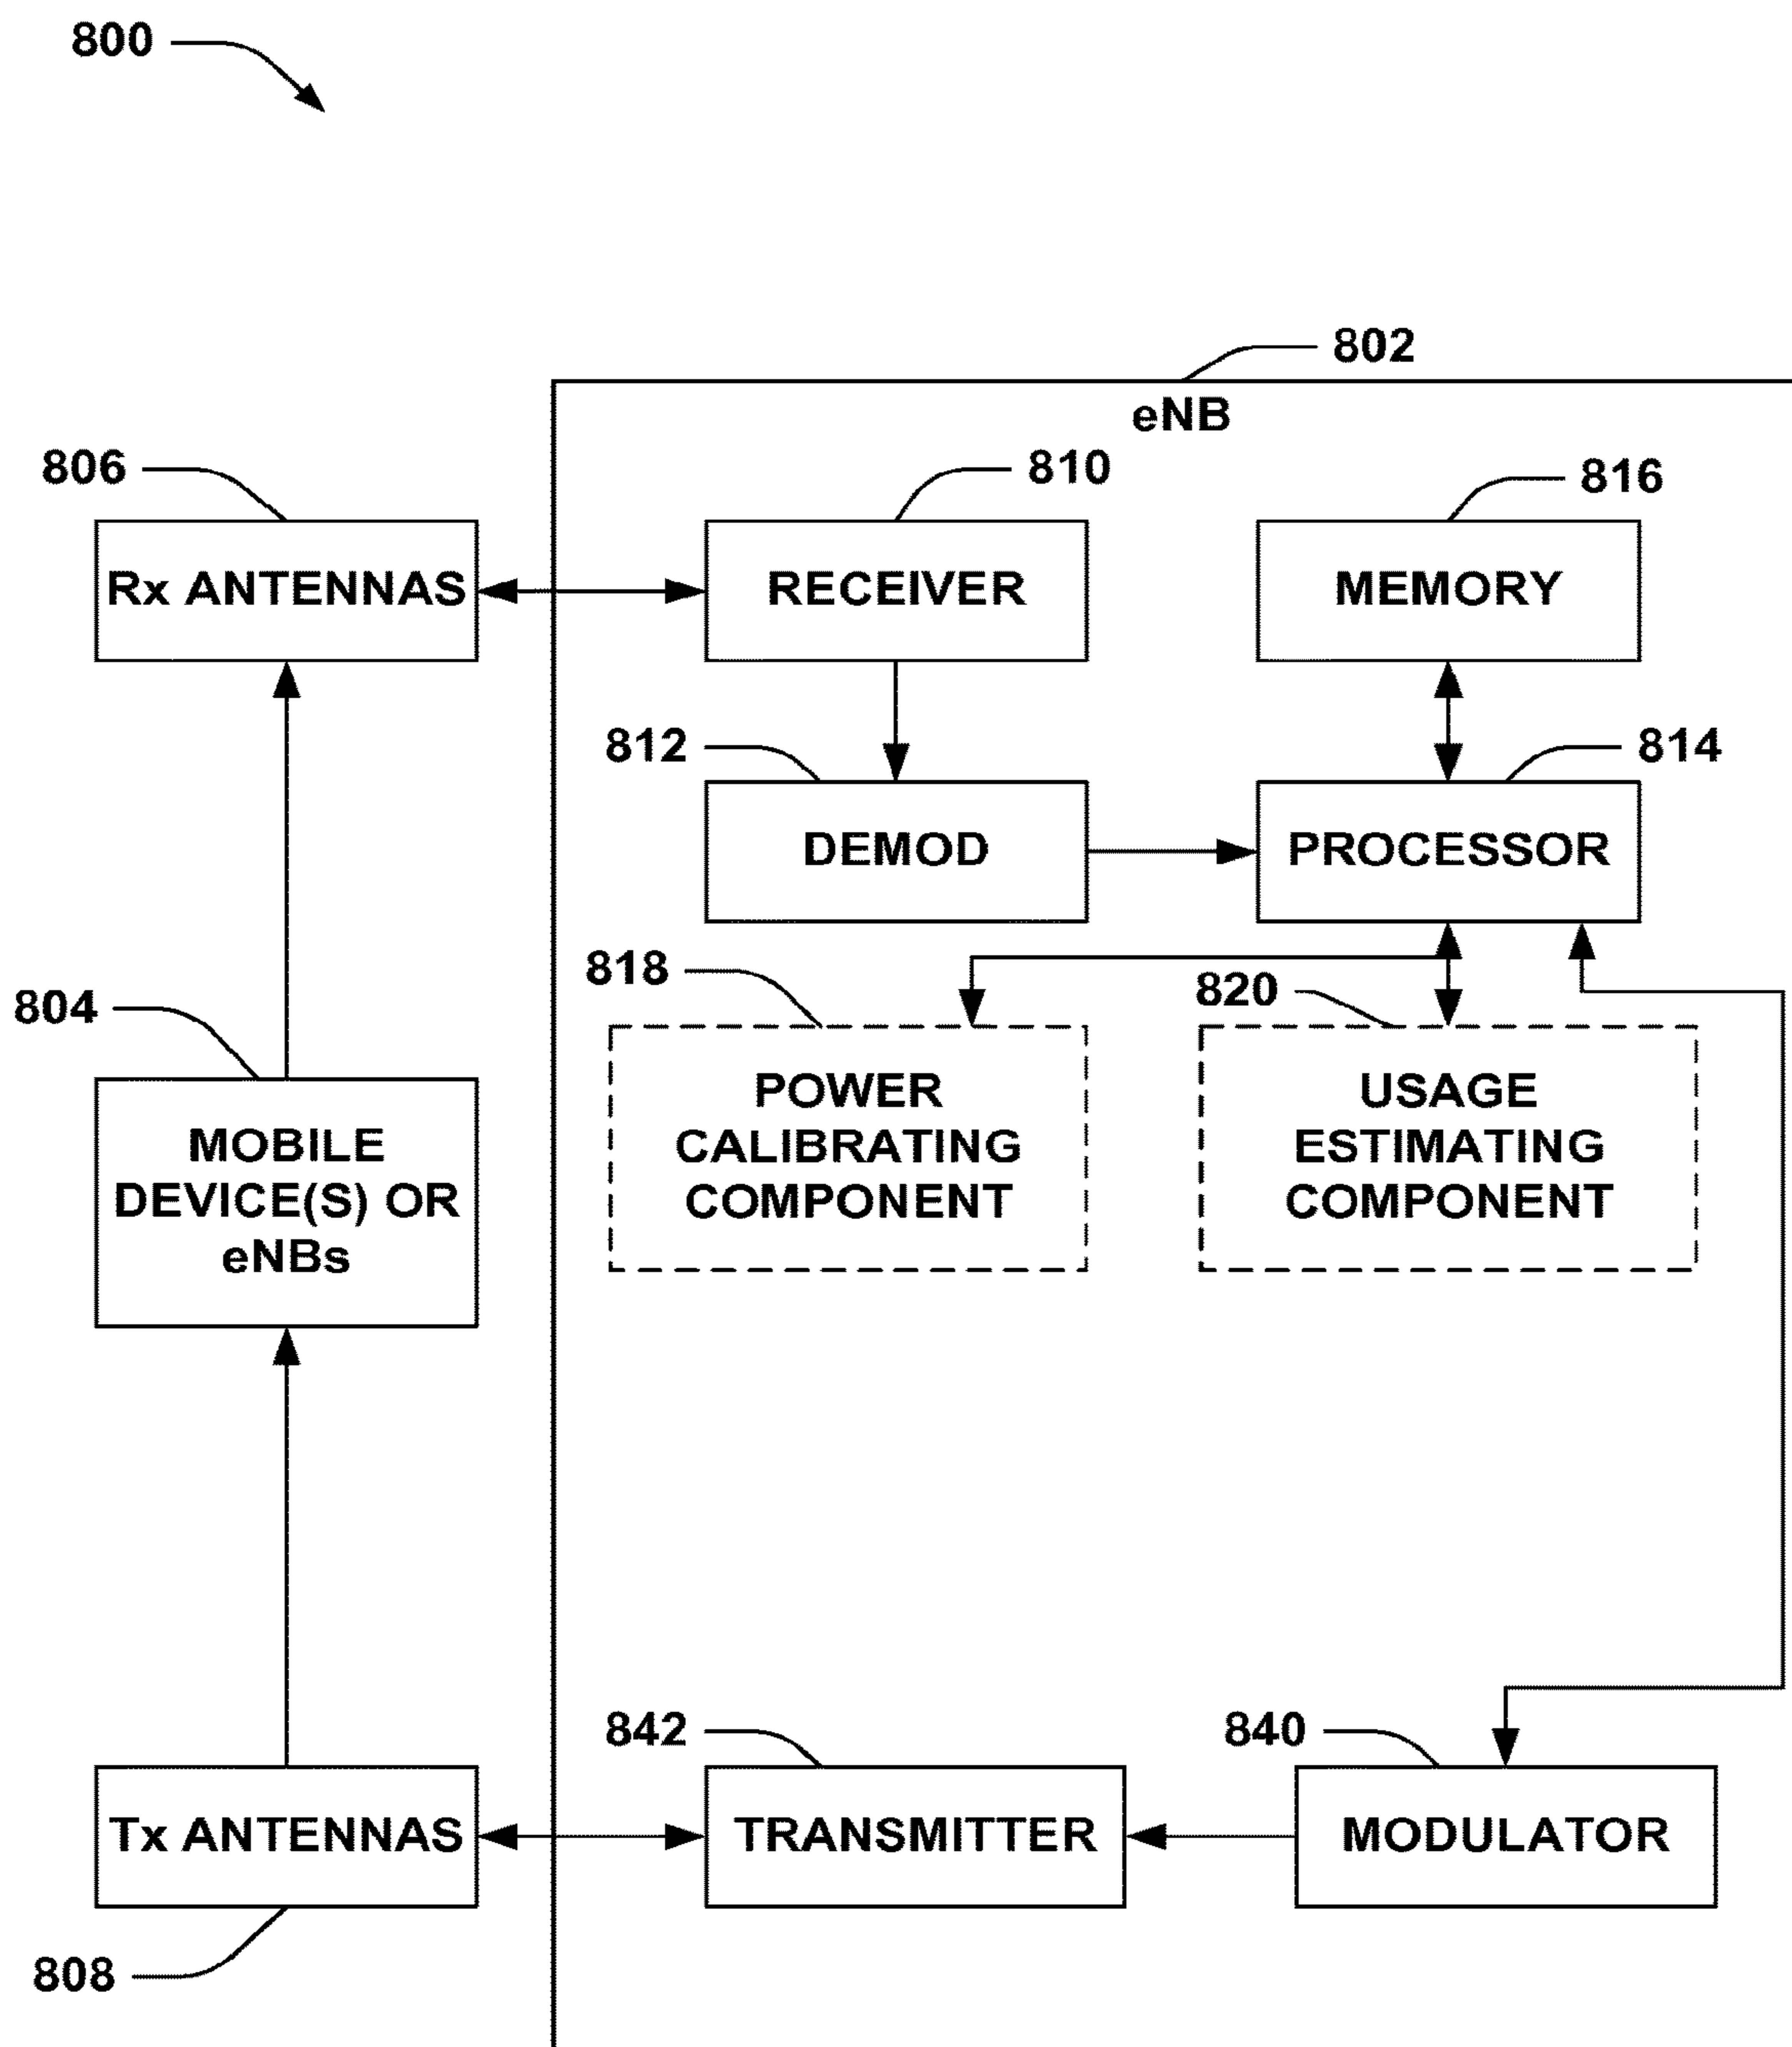 800
802
eNB
806
810
816
Rx ANTENNAS
RECEIVER
MEMORY
812
814
DEMOD
PROCESSOR
818
820
804
POWER
CALIBRATING
COMPONENT
USAGE
ESTIMATING
COMPONENT
MOBILE
DEVICE(S) OR
eNBs
842
840
Tx ANTENNAS
TRANSMITTER
MODULATOR
808